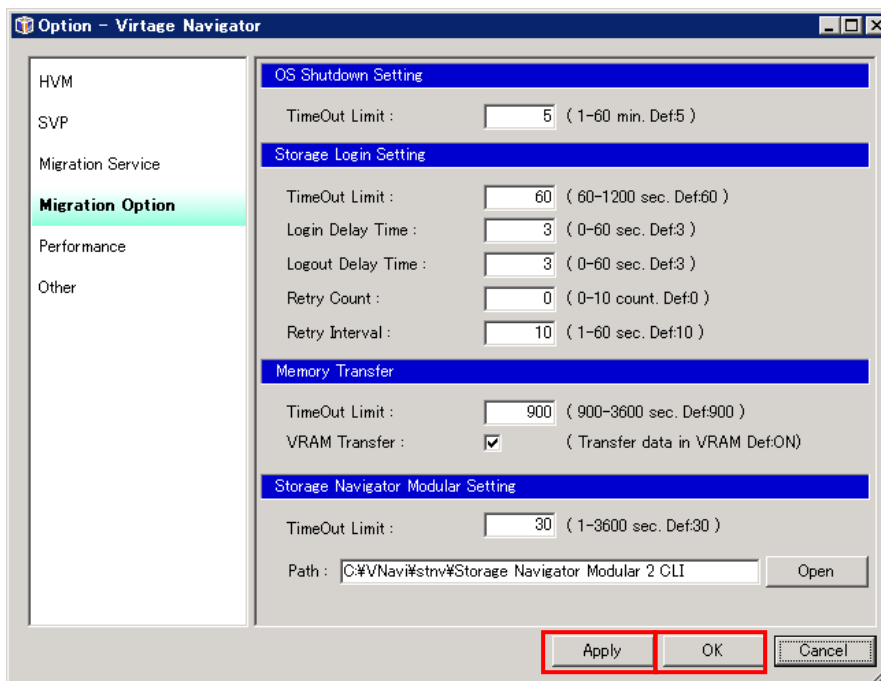 Option - Virtage Navigator
HVM
SVP
Migration Service
Migration Option
Performance
Other
OS Shutdown Setting
TimeOut Limit : 5 ( 1-60 min. Def:5 )
Storage Login Setting
TimeOut Limit : 60 ( 60-1200 sec. Def:60 )
Login Delay Time : 3 ( 0-60 sec. Def:3 )
Logout Delay Time : 3 ( 0-60 sec. Def:3 )
Retry Count : 0 ( 0-10 count. Def:0 )
Retry Interval : 10 ( 1-60 sec. Def:10 )
Memory Transfer
TimeOut Limit : 900 ( 900-3600 sec. Def:900 )
VRAM Transfer : ( Transfer data in VRAM Def:ON)
Storage Navigator Modular Setting
TimeOut Limit : 30 ( 1-3600 sec. Def:30 )
Path : C:¥VNavi¥stnv¥Storage Navigator Modular 2 CLI Open
Apply OK Cancel